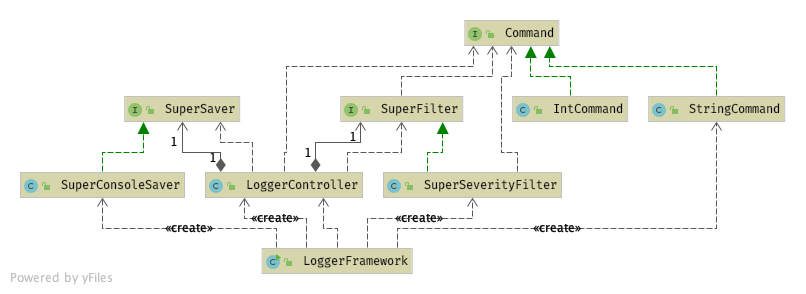 I Command
I SuperSaver
I SuperFilter
C IntCommand
C StringCommand
1
1
1
1
C SuperConsoleSaver
C LoggerController
C SuperSeverityFilter
«create»
«create»
«create»
«create»
C LoggerFramework
Powered by yFiles